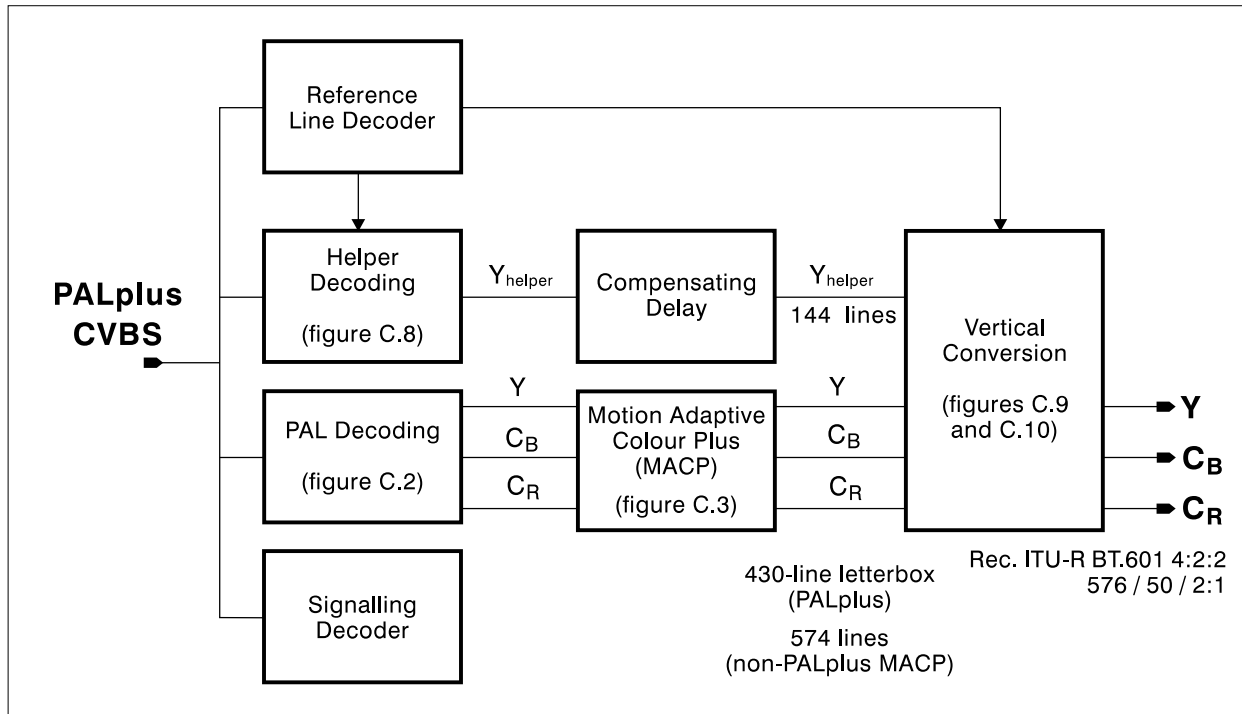 Reference
Line Decoder
Helper
Decoding
(figure C.8)
Yhelper
Compensating
Delay
Yhelper
144 lines
PALplus
CVBS
Vertical
Conversion
(figures C.9
and C.10)
PAL Decoding
(figure C.2)
Y
CB
CR
Motion Adaptive
Colour Plus
(MACP)
(figure C.3)
Y
CB
CR
Y
CB
CR
Signalling
Decoder
430-line letterbox
(PALplus)
574 lines
(non-PALplus MACP)
Rec. ITU-R BT.601 4:2:2
576 / 50 / 2:1